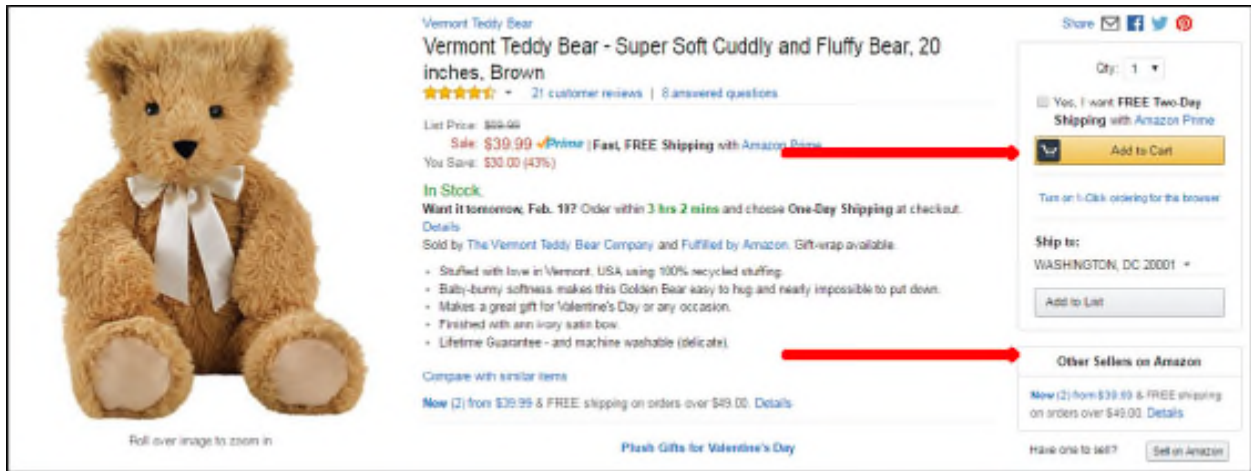 Vermont Teddy Bear
Vermont Teddy Bear - Super Soft Cuddly and Fluffy Bear, 20
inches, Brown
21 customer reviews | 8 answered questions
List Price: $69.99
Sale: $39.99 Prime | Fast, FREE Shipping with Amazon Prime
You Save: $30.00 (43%)
In Stock.
Want it tomorrow, Feb. 19? Order within 3 hrs 2 mins and choose One-Day Shipping at checkout.
Details
Sold by The Vermont Teddy Bear Company and Fulfilled by Amazon. Gift-wrap available.
Stuffed with love in Vermont, USA using 100% recycled stuffing.
Baby-bunny softness makes this Golden Bear easy to hug and nearly impossible to put down.
Makes a great gift for Valentine's Day or any occasion.
Finished with ann ivory satin bow.
Lifetime Guarantee - and machine washable (delicate).
Compare with similar items
New (2) from $39.99 & FREE shipping on orders over $49.00. Details
Roll over image to zoom in
Plush Gifts for Valentine's Day
Share
Qty: 1
Yes, I want FREE Two-Day
Shipping with Amazon Prime
Add to Cart
Turn on 1-Click ordering for this browser
Ship to:
WASHINGTON, DC 20001
Add to List
Other Sellers on Amazon
New (2) from $39.99 & FREE shipping
on orders over $49.00. Details
Have one to sell?
Sell on Amazon